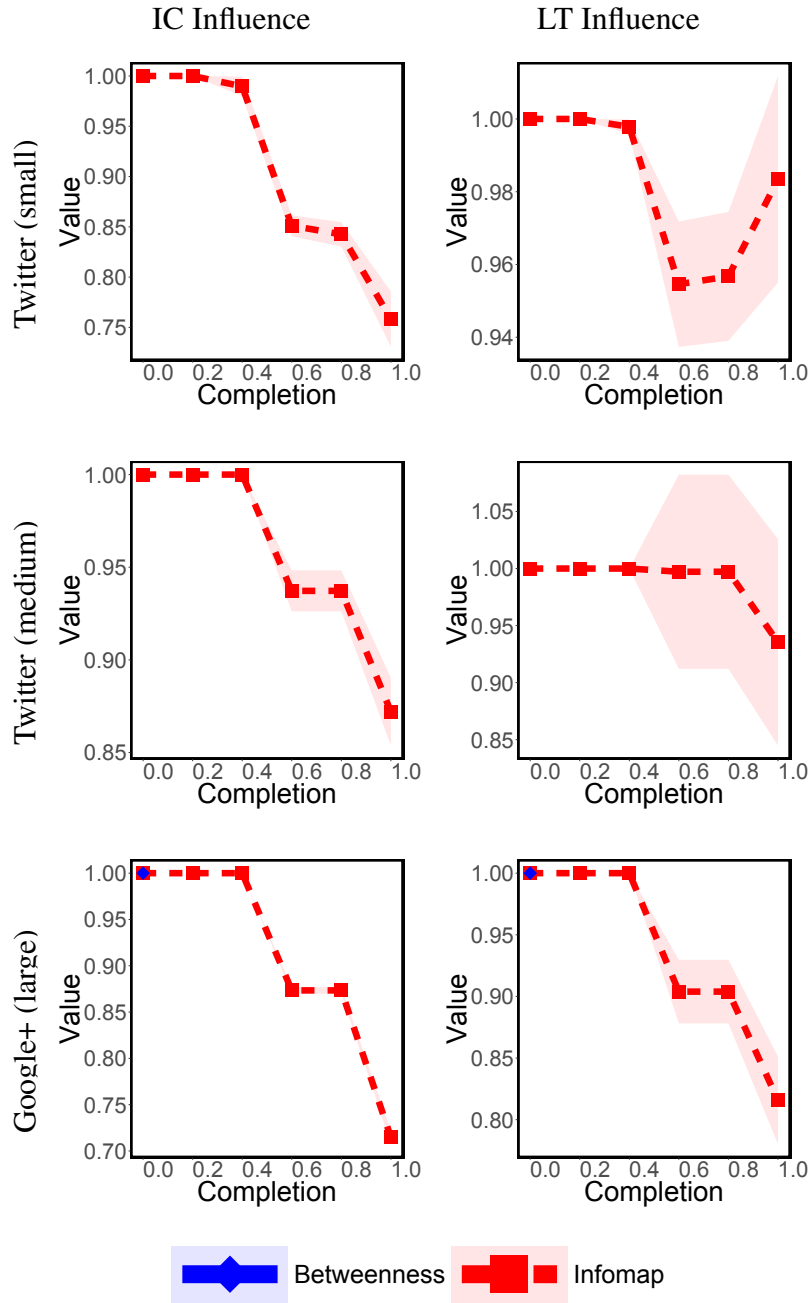 IC Influence LT Influence
Twitter (small)
Value
1.00
0.95
0.90
0.85
0.80
0.75
0.0 0.2 0.4 0.6 0.8 1.0
Completion
Value
1.00
0.98
0.96
0.94
0.0 0.2 0.4 0.6 0.8 1.0
Completion
Twitter (medium)
Value
1.00
0.95
0.90
0.85
0.0 0.2 0.4 0.6 0.8 1.0
Completion
Value
1.05
1.00
0.95
0.90
0.85
0.0 0.2 0.4 0.6 0.8 1.0
Completion
Google+ (large)
Value
1.00
0.95
0.90
0.85
0.80
0.75
0.70
0.0 0.2 0.4 0.6 0.8 1.0
Completion
Value
1.00
0.95
0.90
0.85
0.80
0.0 0.2 0.4 0.6 0.8 1.0
Completion
Betweenness Infomap